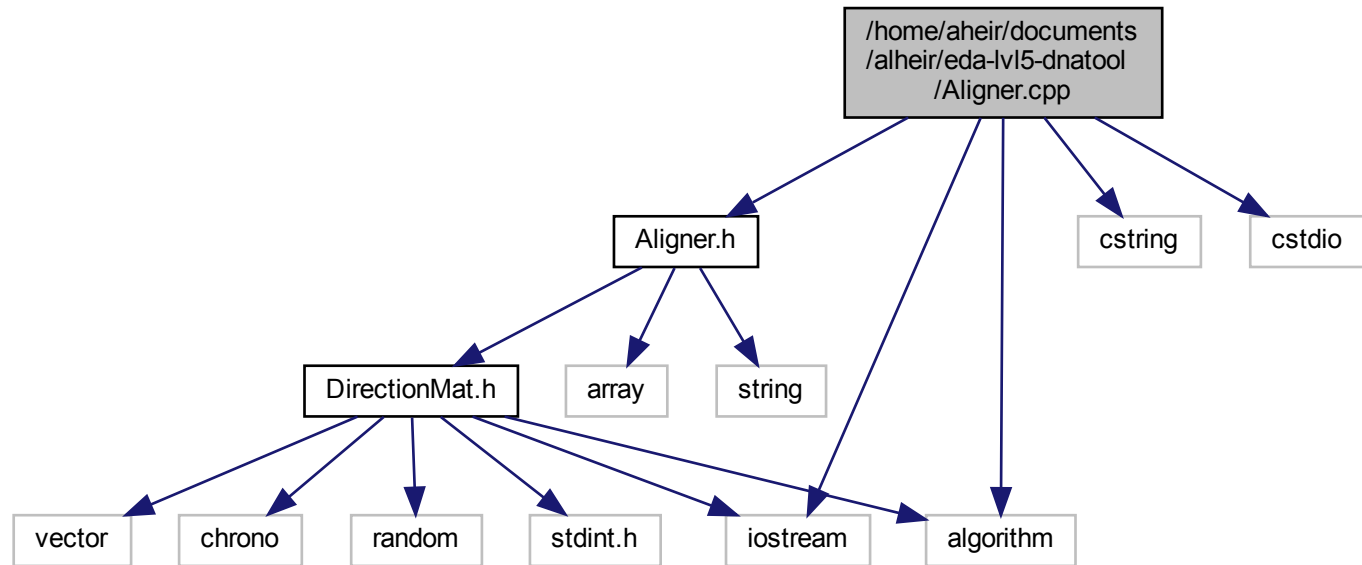 /home/aheir/documents
/alheir/eda-lvl5-dnatool
/Aligner.cpp
Aligner.h
cstring
cstdio
DirectionMat.h
array
string
vector
chrono
random
stdint.h
iostream
algorithm